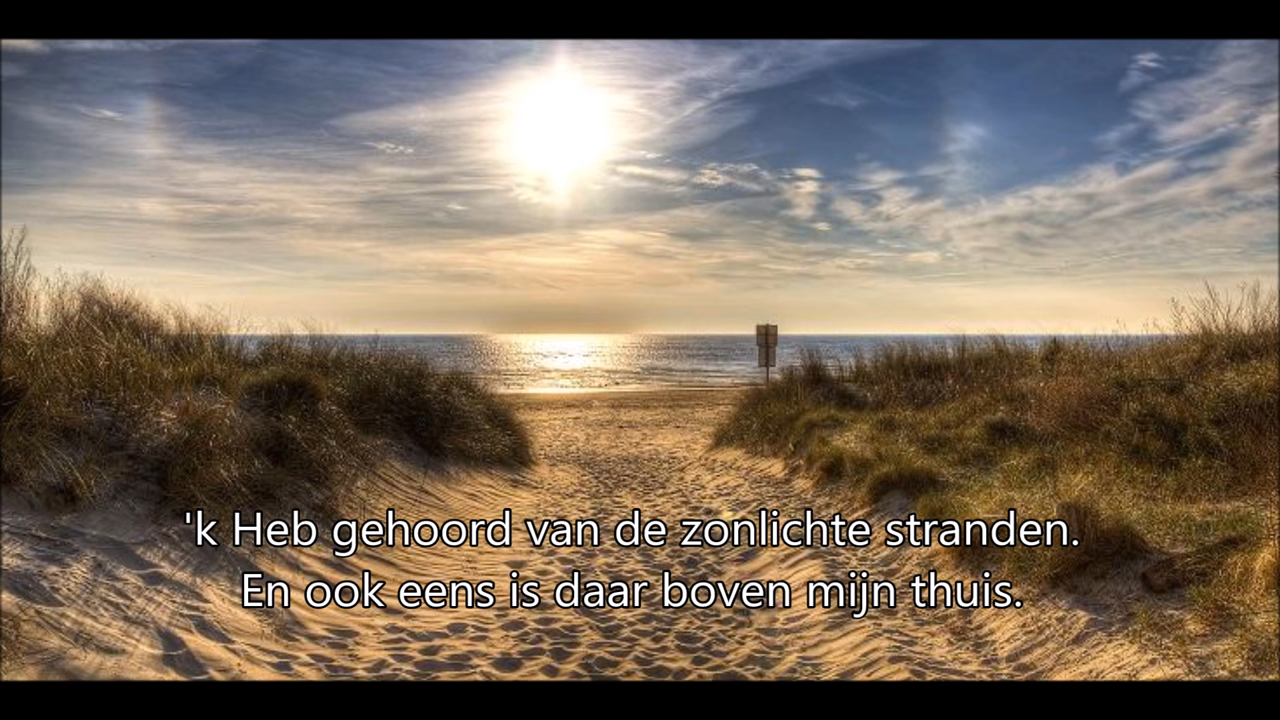 'k Heb gehoord van de zonlichte stranden.
En ook eens is daar boven mijn thuis.